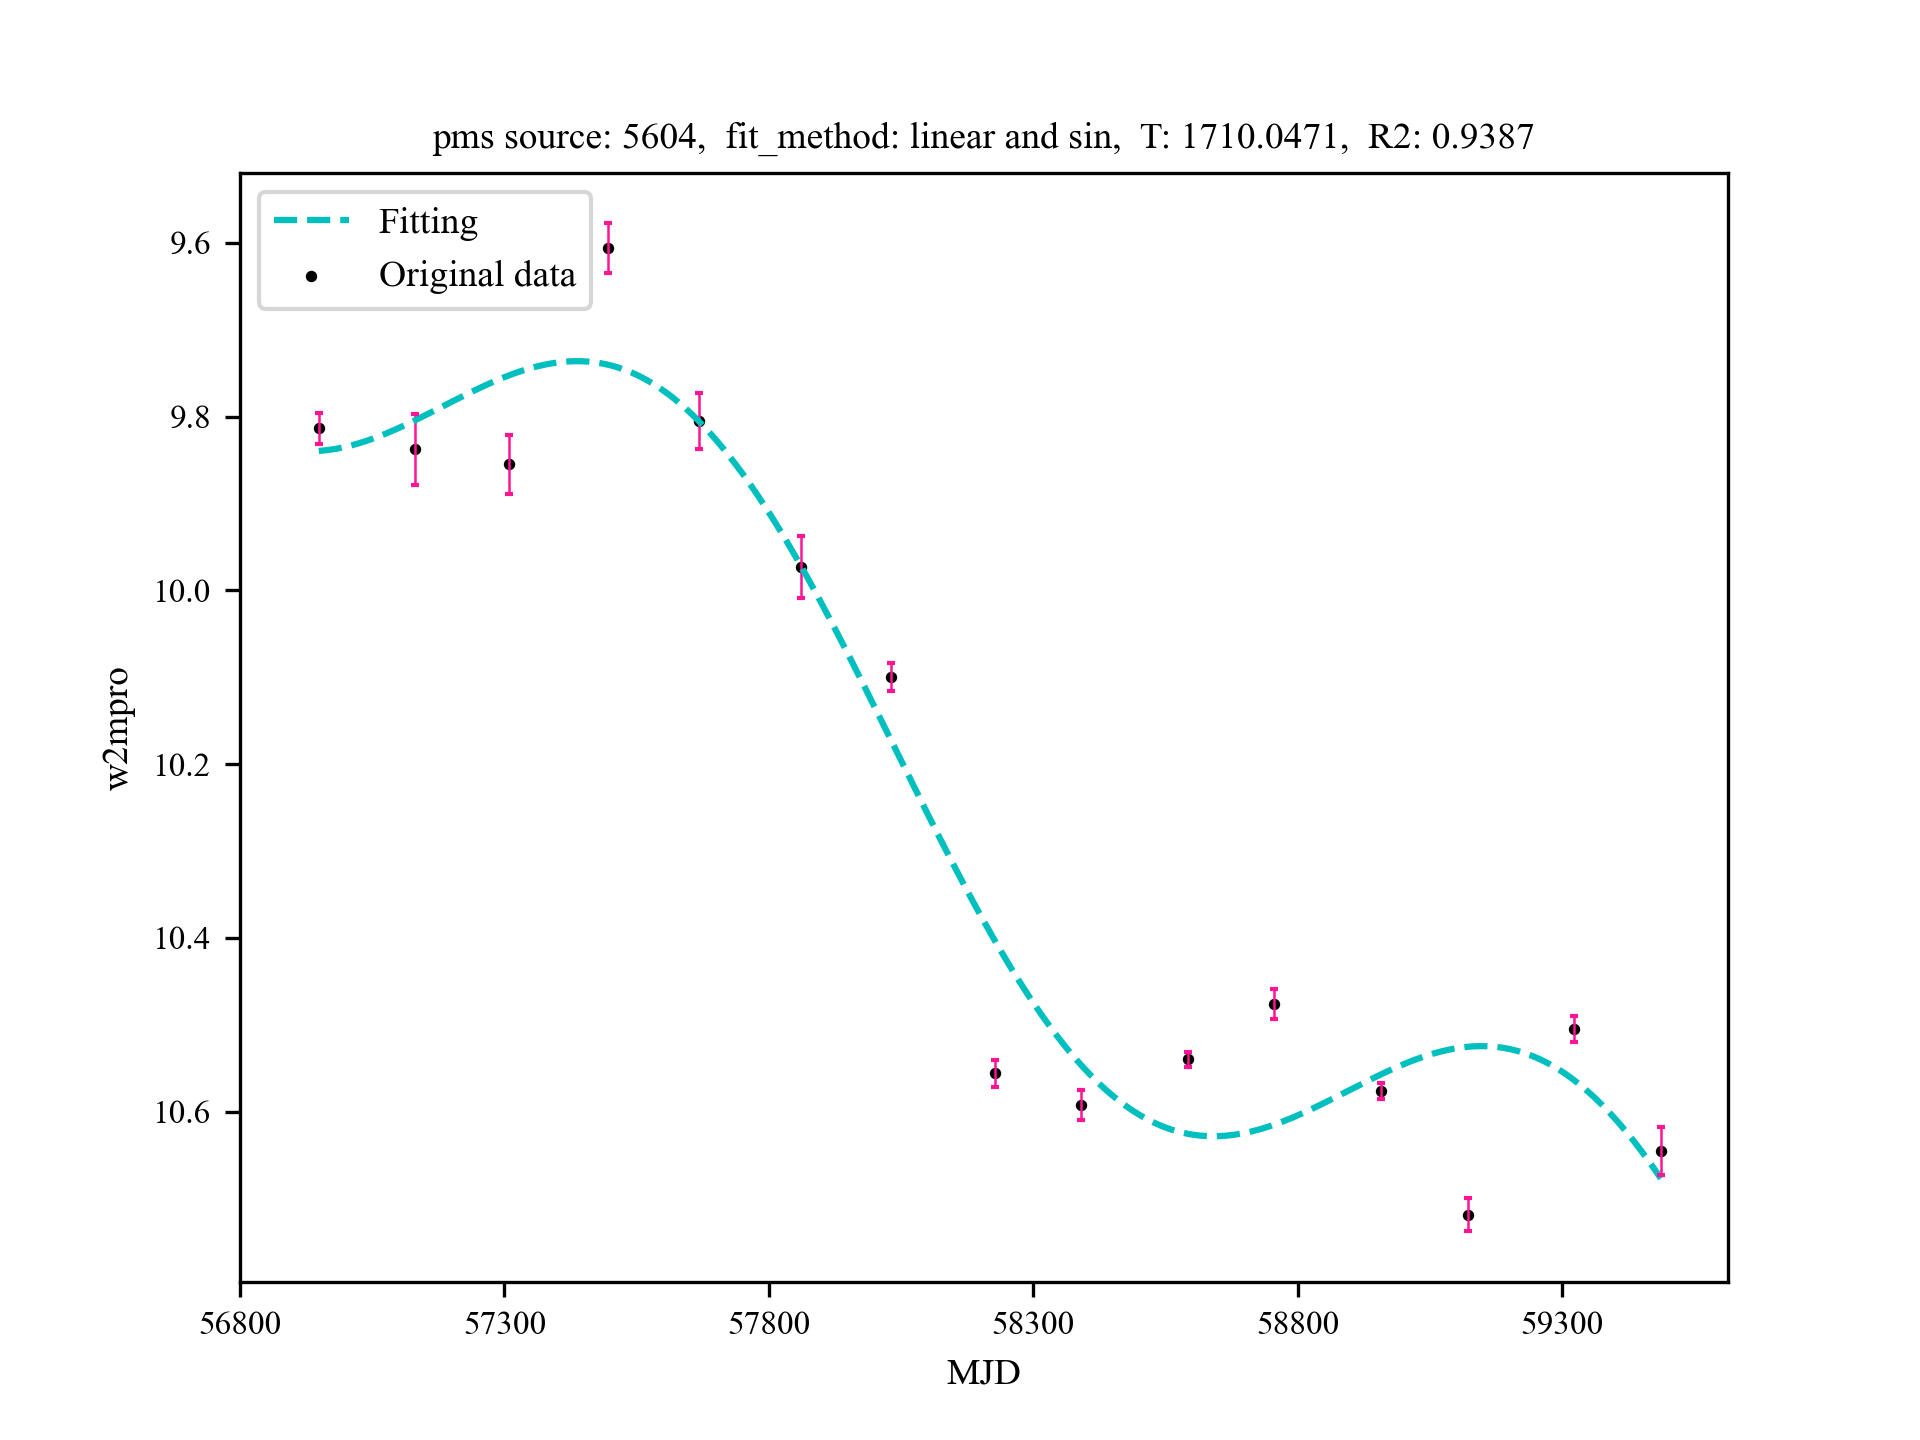 pms source: 5604,  fit_method: linear and sin,  T: 1710.0471,  R2: 0.9387
Fitting
Original data
9.6
9.8
10.0
10.2
10.4
10.6
w2mpro
56800 57300 57800 58300 58800 59300
MJD